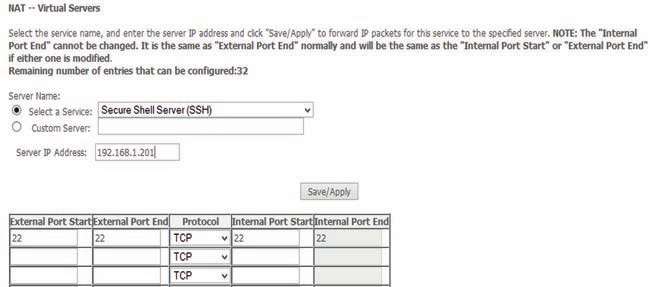 NAT -- Virtual Servers
Select the service name, and enter the server IP address and click "Save/Apply" to forward IP packets for this service to the specified server. NOTE: The "Internal
Port End" cannot be changed. It is the same as "External Port End" normally and will be the same as the "Internal Port Start" or "External Port End"
if either one is modified.
Remaining number of entries that can be configured:32
Server Name:
Select a Service: Secure Shell Server (SSH)
Custom Server:
Server IP Address: 192.168.1.201
Save/Apply
External Port Start External Port End Protocol Internal Port Start Internal Port End
22 22 TCP 22 22
TCP
TCP